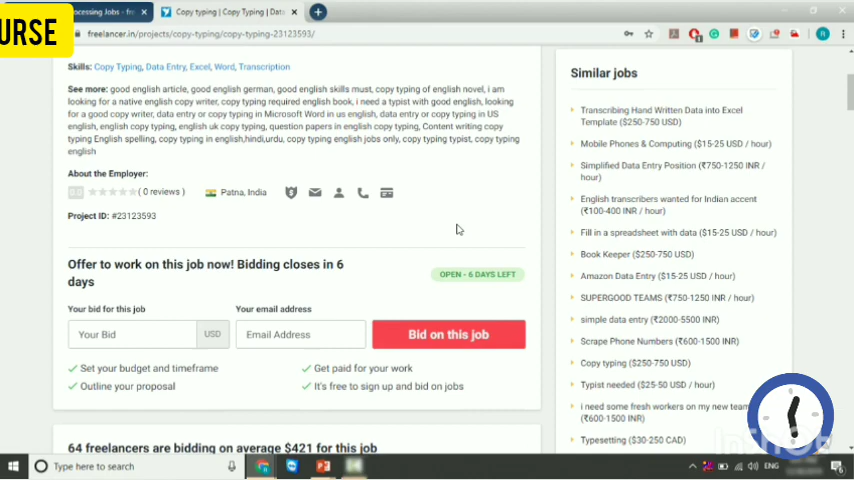 URSE
ocessing Jobs - fre
Copy typing | Copy Typing | Data
freelancer.in/projects/copy-typing/copy-typing-23123593/
Skills: Copy Typing, Data Entry, Excel, Word, Transcription
See more: good english article, good english german, good english skills must, copy typing of english novel, i am
looking for a native english copy writer, copy typing required english book, i need a typist with good english, looking
for a good copy writer, data entry or copy typing in Microsoft Word in us english, data entry or copy typing in US
english, english copy typing, english uk copy typing, question papers in english copy typing, Content writing copy
typing English spelling, copy typing in english,hindi,urdu, copy typing english jobs only, copy typing typist, copy typing
english
About the Employer:
0.0 ( 0 reviews ) Patna, India
Project ID: #23123593
Offer to work on this job now! Bidding closes in 6
days
OPEN - 6 DAYS LEFT
Your bid for this job
Your email address
Your Bid USD
Email Address
Bid on this job
Set your budget and timeframe
Get paid for your work
Outline your proposal
It's free to sign up and bid on jobs
64 freelancers are bidding on average $421 for this job
Similar jobs
Transcribing Hand Written Data into Excel
Template ($250-750 USD)
Mobile Phones & Computing ($15-25 USD / hour)
Simplified Data Entry Position (₹750-1250 INR /
hour)
English transcribers wanted for Indian accent
(₹100-400 INR / hour)
Fill in a spreadsheet with data ($15-25 USD / hour)
Book Keeper ($250-750 USD)
Amazon Data Entry ($15-25 USD / hour)
SUPERGOOD TEAMS (₹750-1250 INR / hour)
simple data entry (₹2000-5500 INR)
Scrape Phone Numbers (₹600-1500 INR)
Copy typing ($250-750 USD)
Typist needed ($25-50 USD / hour)
i need some fresh workers on my new team
(₹600-1500 INR)
Typesetting ($30-250 CAD)
Type here to search
ENG